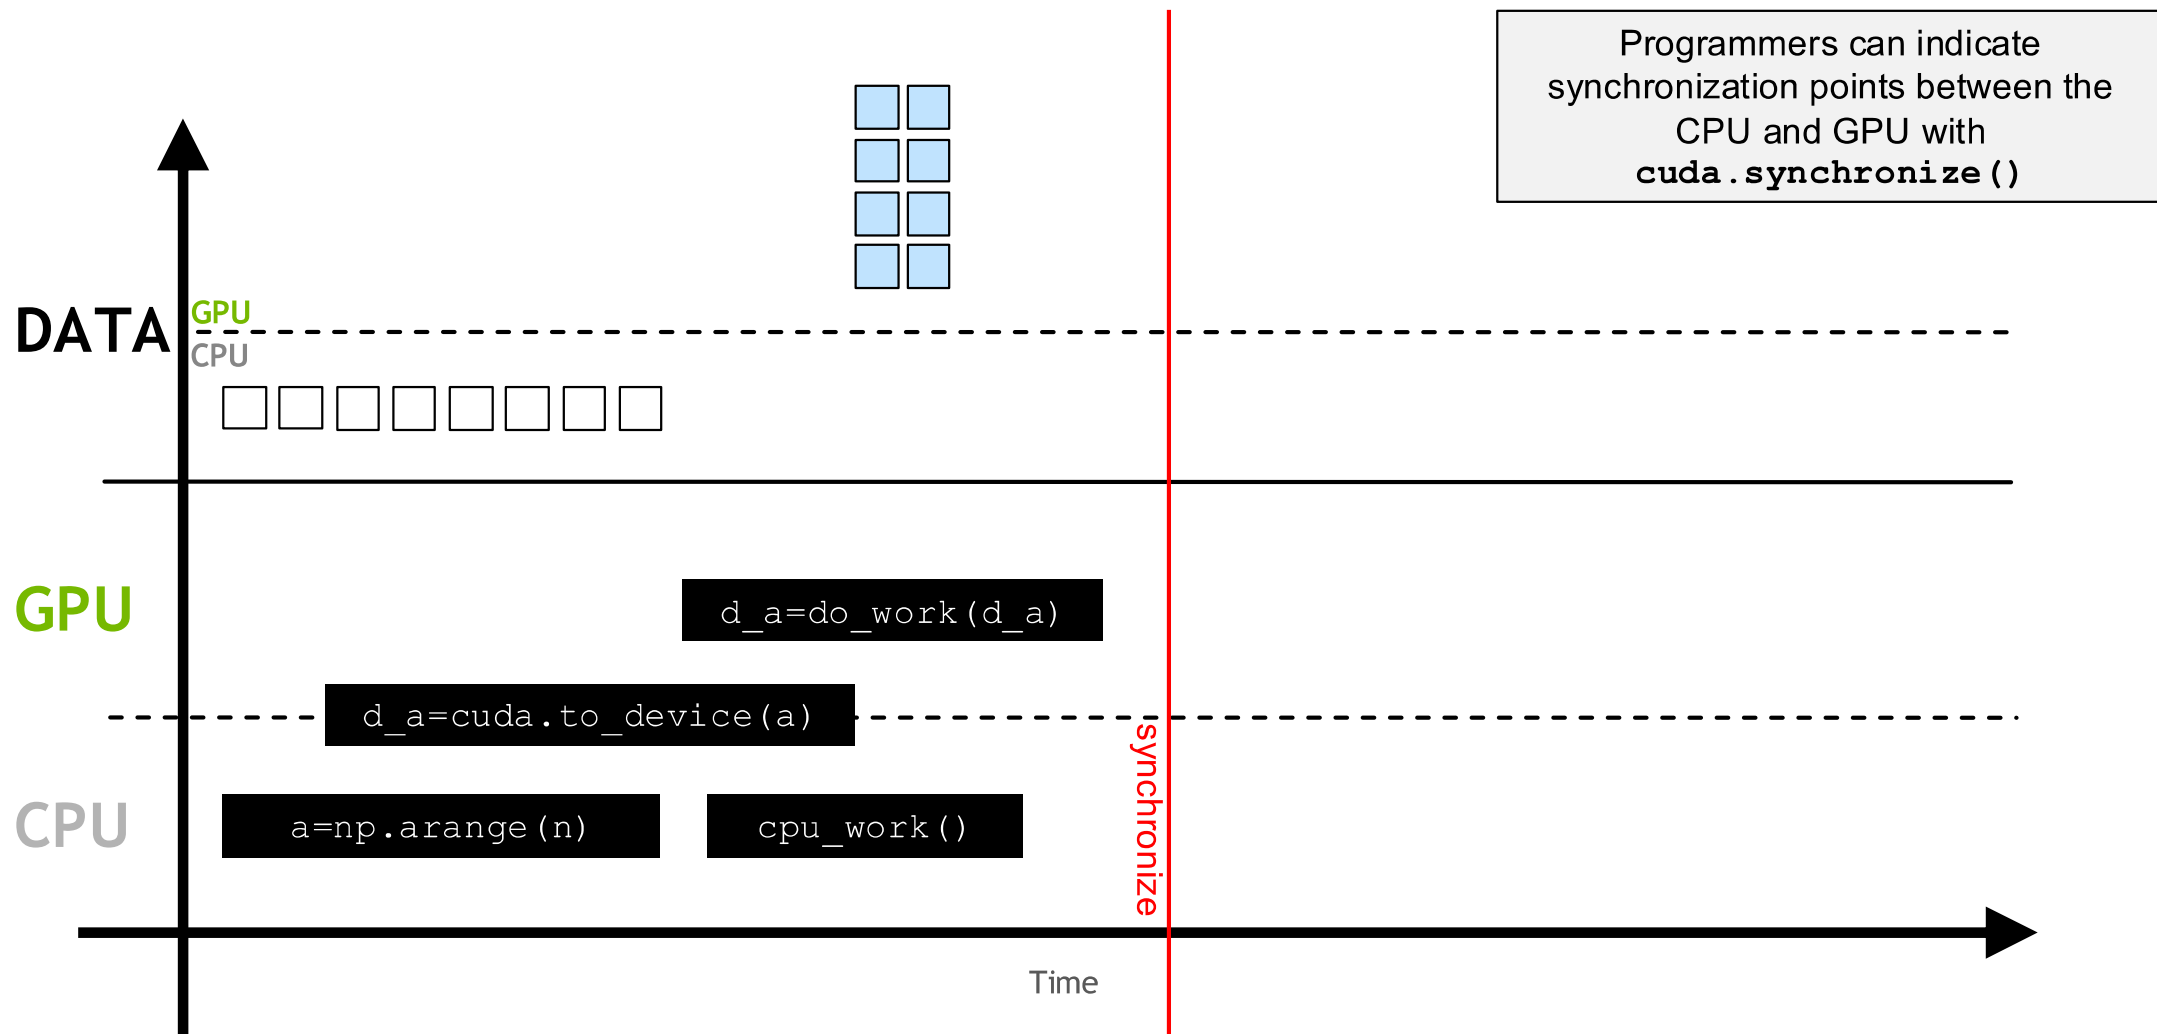 Programmers can indicate
synchronization points between the
CPU and GPU with
cuda.synchronize()
DATA
GPU
CPU
GPU
d_a=do_work(d_a)
d_a=cuda.to_device(a)
synchronize
CPU
a=np.arange(n)
cpu_work()
Time